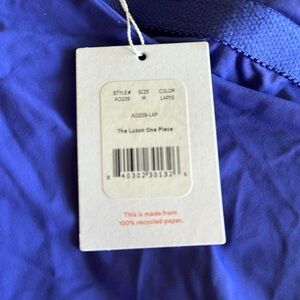 STYLE# SIZE COLOR
AO209 M LAPIS
AO209-LAP
The Luzon One Piece
8 40302 30132 6
This is made from
100% recycled paper.